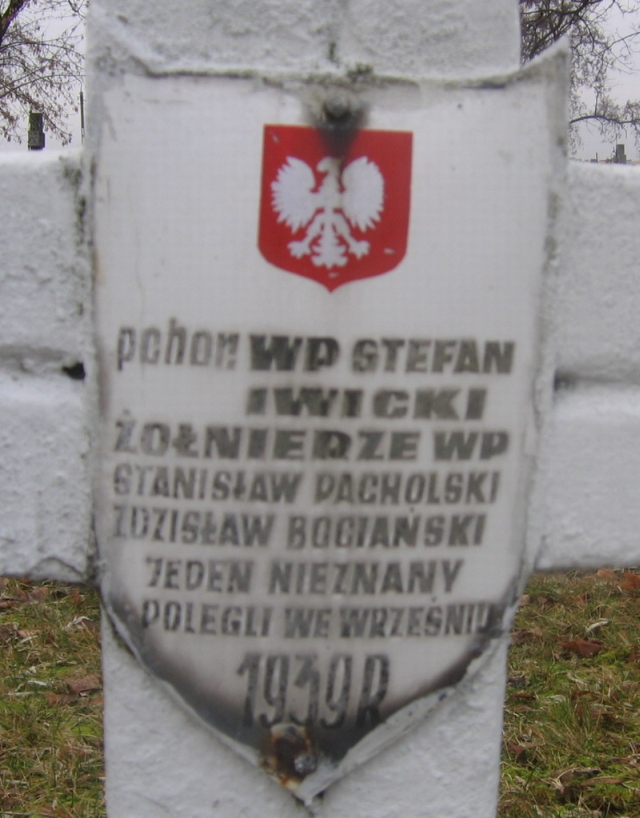 pchor. WP STEFAN
IWICKI
ŻOŁNIERZE WP
STANISŁAW PACHOLSKI
ZDZISŁAW BOCIAŃSKI
JEDEN NIEZNANY
POLEGLI WE WRZEŚNIU
1939R